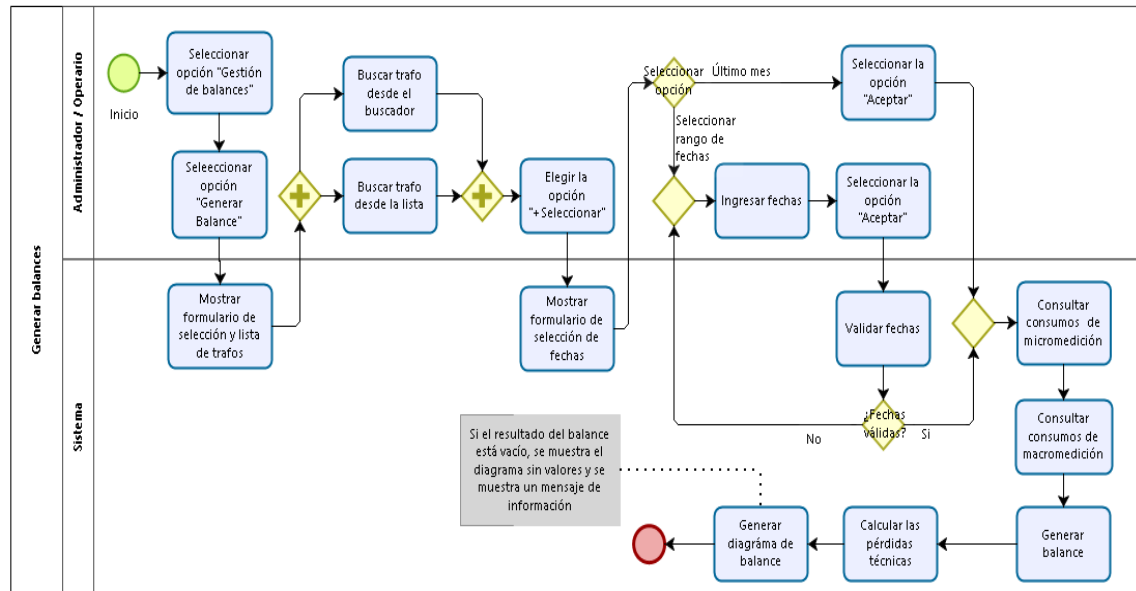 Generar balances
Administrador / Operario
Inicio
Seleccionar
opción "Gestión
de balances"
Seleeccionar
opción
"Generar
Balance"
Buscar trafo
desde el
buscador
Buscar trafo
desde la lista
Elegir la
opción
"+Seleccionar"
Seleccionar
opción
Último mes
Seleccionar
rango de
fechas
Seleccionar la
opción
"Aceptar"
Ingresar fechas
Seleccionar la
opción
"Aceptar"
Sistema
Mostrar
formulario de
selección y lista
de trafos
Mostrar
formulario de
selección de
fechas
Validar fechas
¿Fechas
válidas?
No
Si
Consultar
consumos de
micromedición
Consultar
consumos de
macromedición
Generar
balance
Calcular las
pérdidas
técnicas
Generar
diagráma de
balance
Si el resultado del balance
está vacío, se muestra el
diagrama sin valores y se
muestra un mensaje de
información